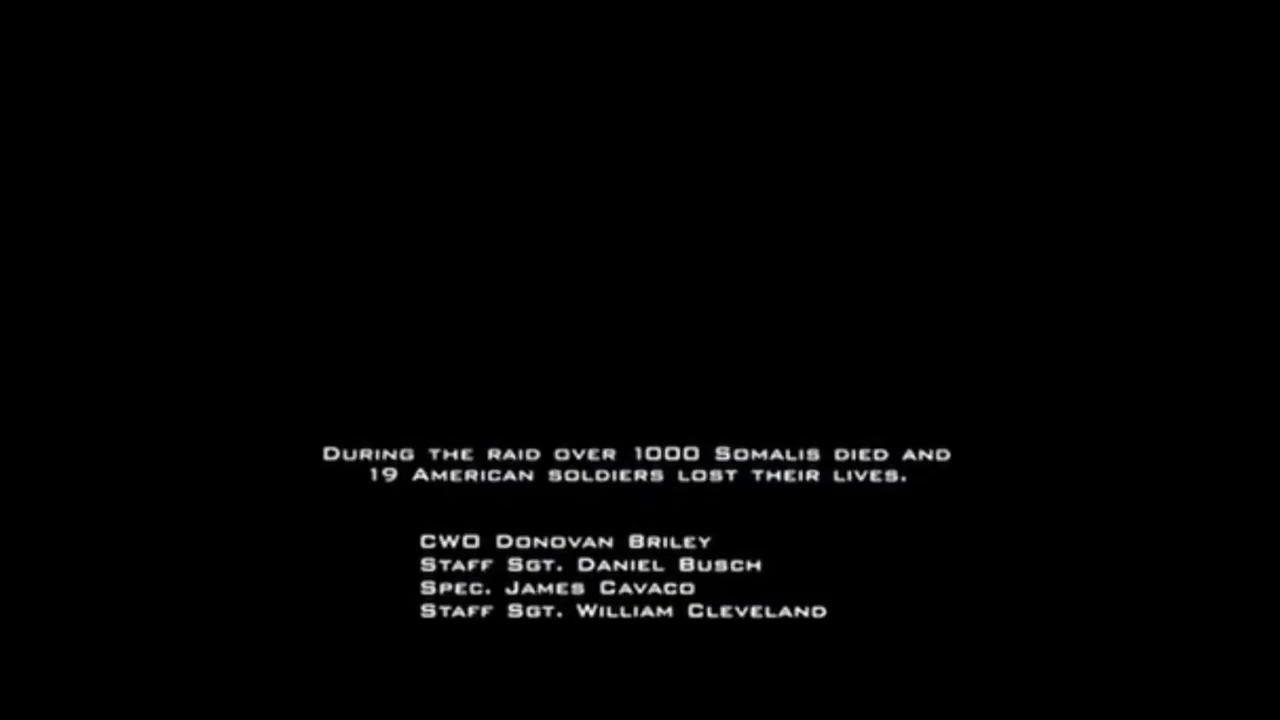 During the raid over 1000 Somalis died and
19 American soldiers lost their lives.
CWO Donovan Briley
Staff Sgt. Daniel Busch
Spec. James Cavaco
Staff Sgt. William Cleveland